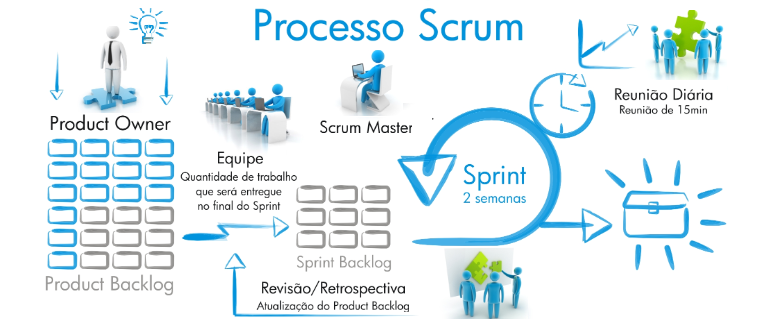 Processo Scrum
Product Owner
Product Backlog
Equipe
Quantidade de trabalho
que será entregue
no final do Sprint
Scrum Master
Sprint Backlog
Revisão/Retrospectiva
Atualização do Product Backlog
Sprint
2 semanas
Reunião Diária
Reunião de 15min